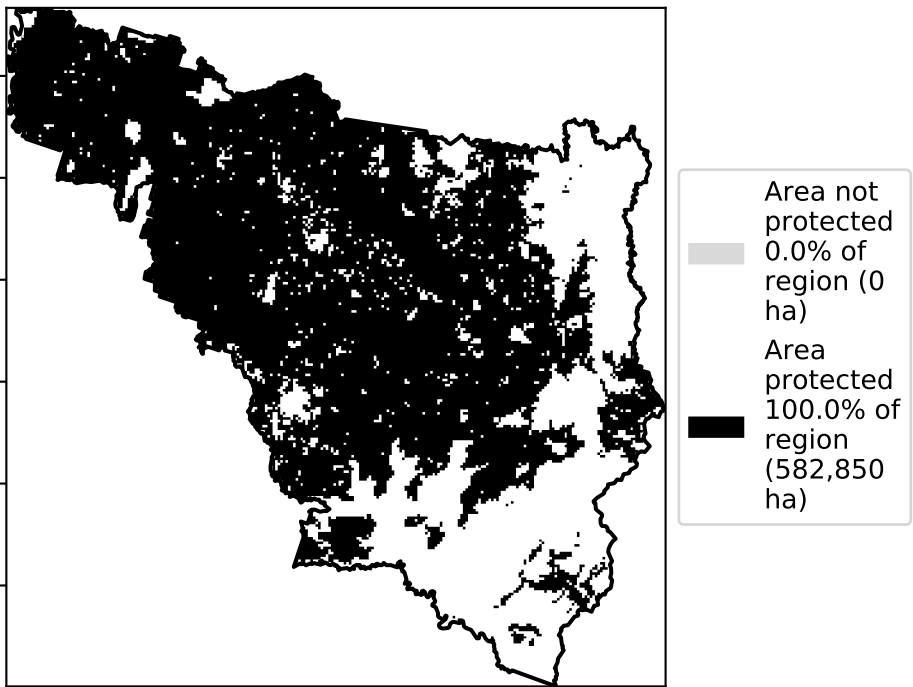 Area not
protected
0.0% of
region (0
ha)
Area
protected
100.0% of
region
(582,850
ha)